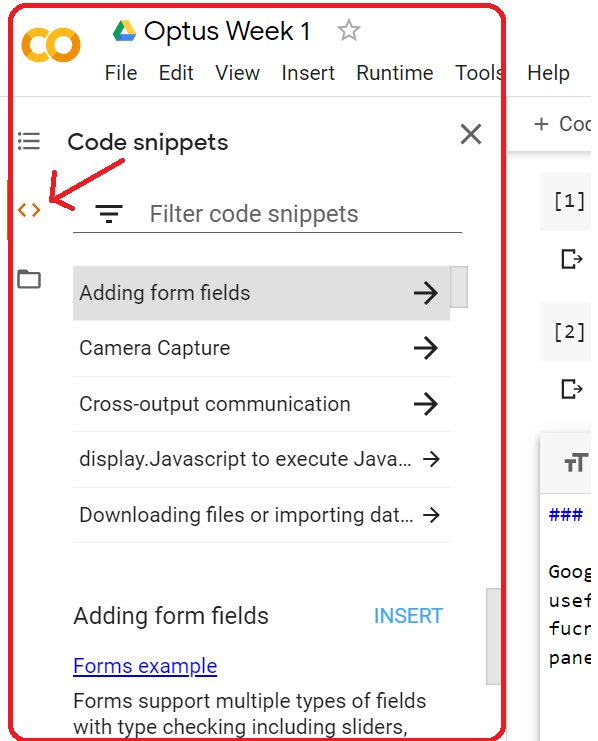 Optus Week 1
File Edit View Insert Runtime Tools Help
Code snippets
+ Coc
Filter code snippets
[1]
Adding form fields
Camera Capture
[2]
Cross-output communication
display.Javascript to execute Java...
Downloading files or importing dat...
###
Goog
usef
fucr
pane
Adding form fields INSERT
Forms example
Forms support multiple types of fields
with type checking including sliders,